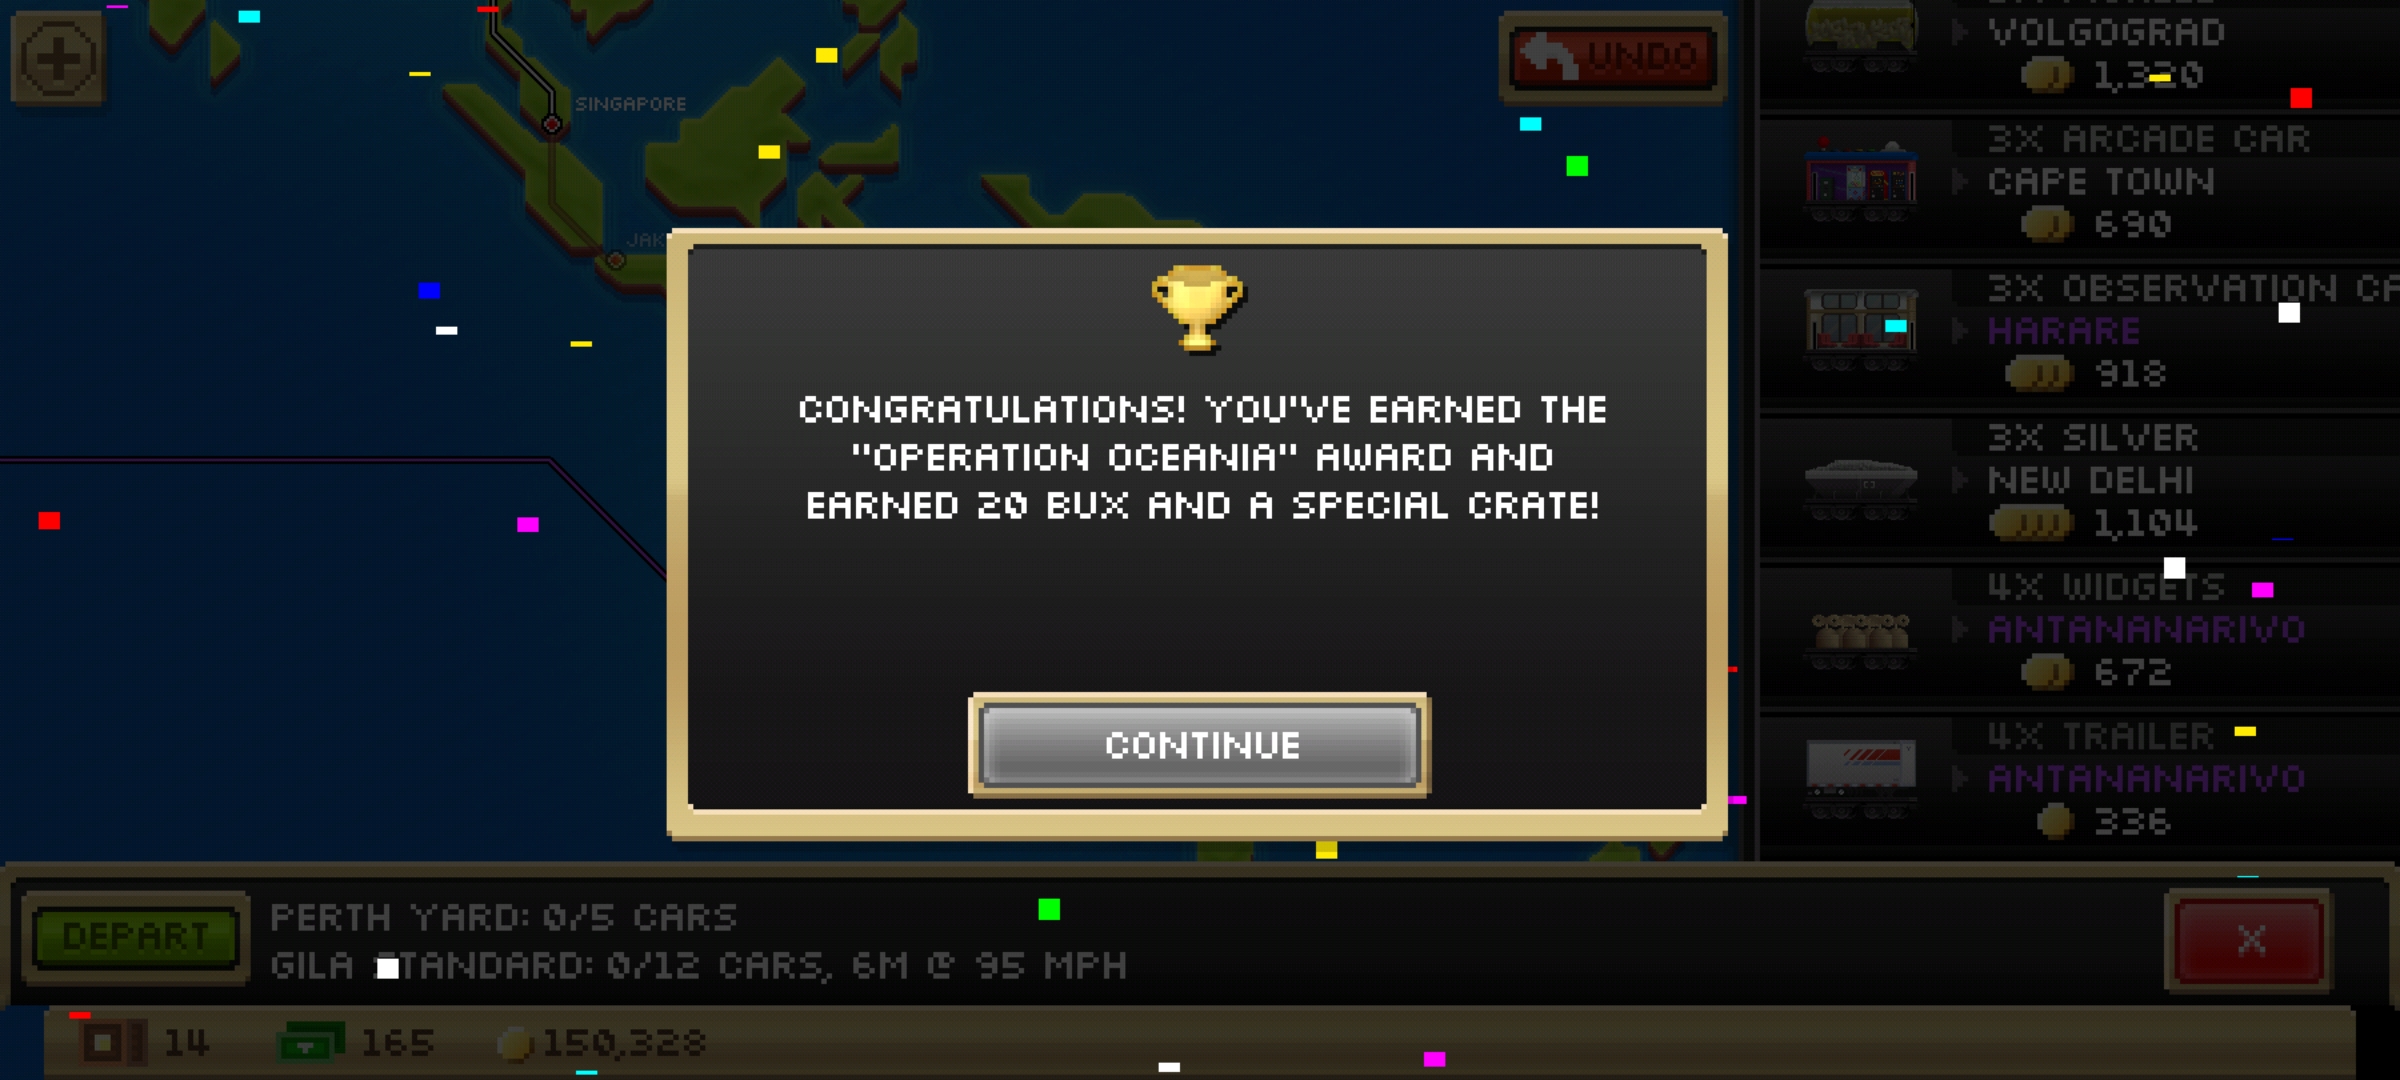 SINGAPORE
UNDO
VOLGOGRAD
1,320
3X ARCADE CAR
CAPE TOWN
690
3X OBSERVATION
HARARE
918
3X SILVER
NEW DELHI
1,104
4X WIDGETS
ANTANANARIVO
672
4X TRAILER
ANTANANARIVO
336
CONGRATULATIONS! YOU'VE EARNED THE
"OPERATION OCEANIA" AWARD AND
EARNED 20 BUX AND A SPECIAL CRATE!
CONTINUE
DEPART
PERTH YARD: 0/5 CARS
GILA STANDARD: 0/12 CARS, 6M @ 95 MPH
X
14
165
150,328